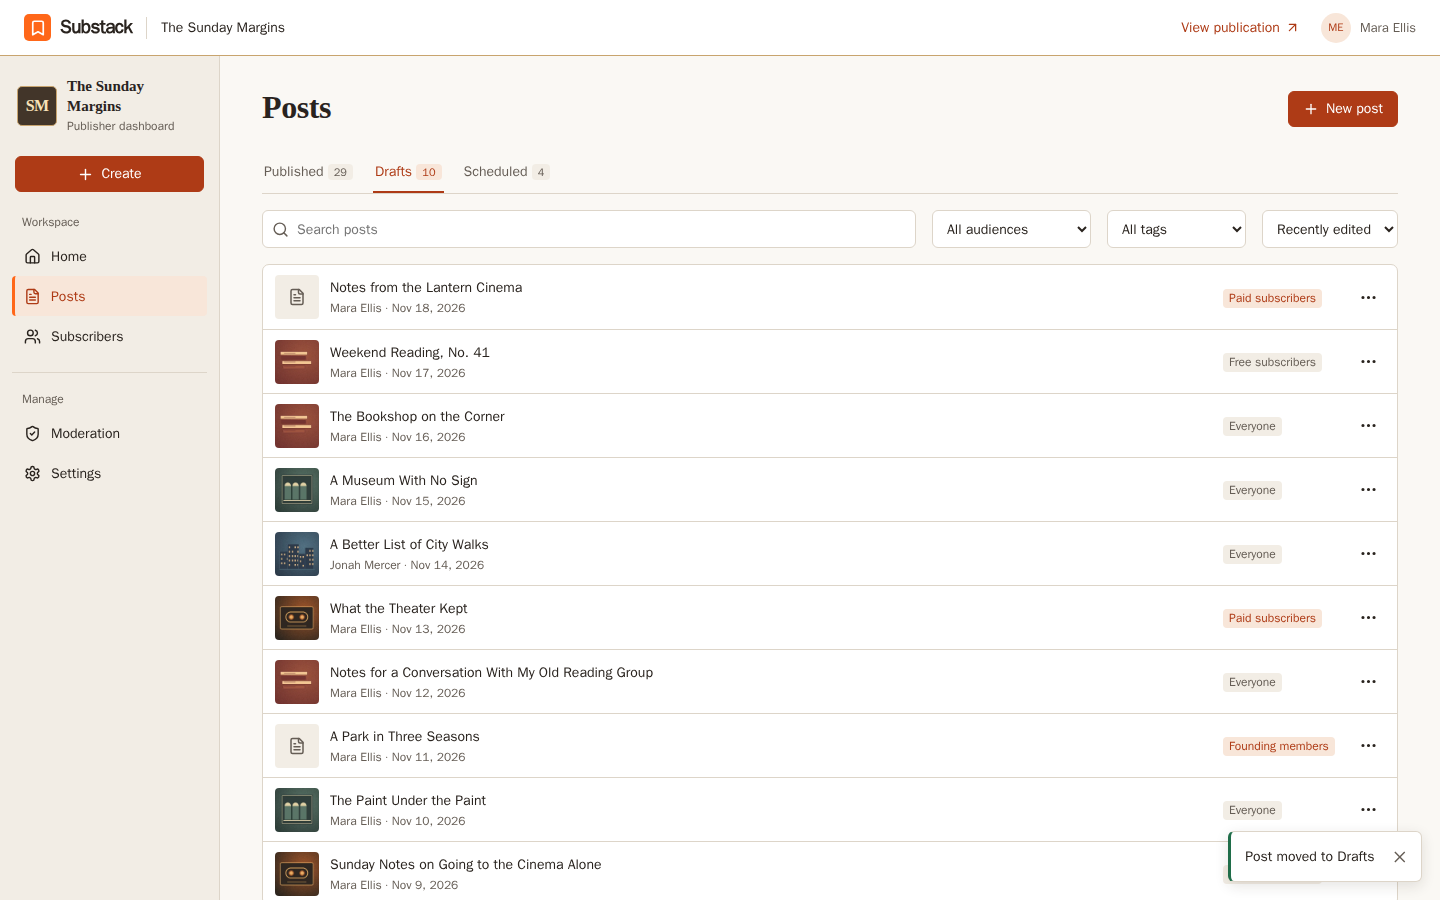 Substack
The Sunday Margins
View publication
ME
Mara Ellis
SM
The Sunday
Margins
Publisher dashboard
Create
Workspace
Home
Posts
Subscribers
Manage
Moderation
Settings
Posts
New post
Published 29
Drafts 10
Scheduled 4
Search posts
All audiences
All tags
Recently edited
Notes from the Lantern Cinema
Mara Ellis · Nov 18, 2026
Paid subscribers
Weekend Reading, No. 41
Mara Ellis · Nov 17, 2026
Free subscribers
The Bookshop on the Corner
Mara Ellis · Nov 16, 2026
Everyone
A Museum With No Sign
Mara Ellis · Nov 15, 2026
Everyone
A Better List of City Walks
Jonah Mercer · Nov 14, 2026
Everyone
What the Theater Kept
Mara Ellis · Nov 13, 2026
Paid subscribers
Notes for a Conversation With My Old Reading Group
Mara Ellis · Nov 12, 2026
Everyone
A Park in Three Seasons
Mara Ellis · Nov 11, 2026
Founding members
The Paint Under the Paint
Mara Ellis · Nov 10, 2026
Everyone
Sunday Notes on Going to the Cinema Alone
Mara Ellis · Nov 9, 2026
Post moved to Drafts